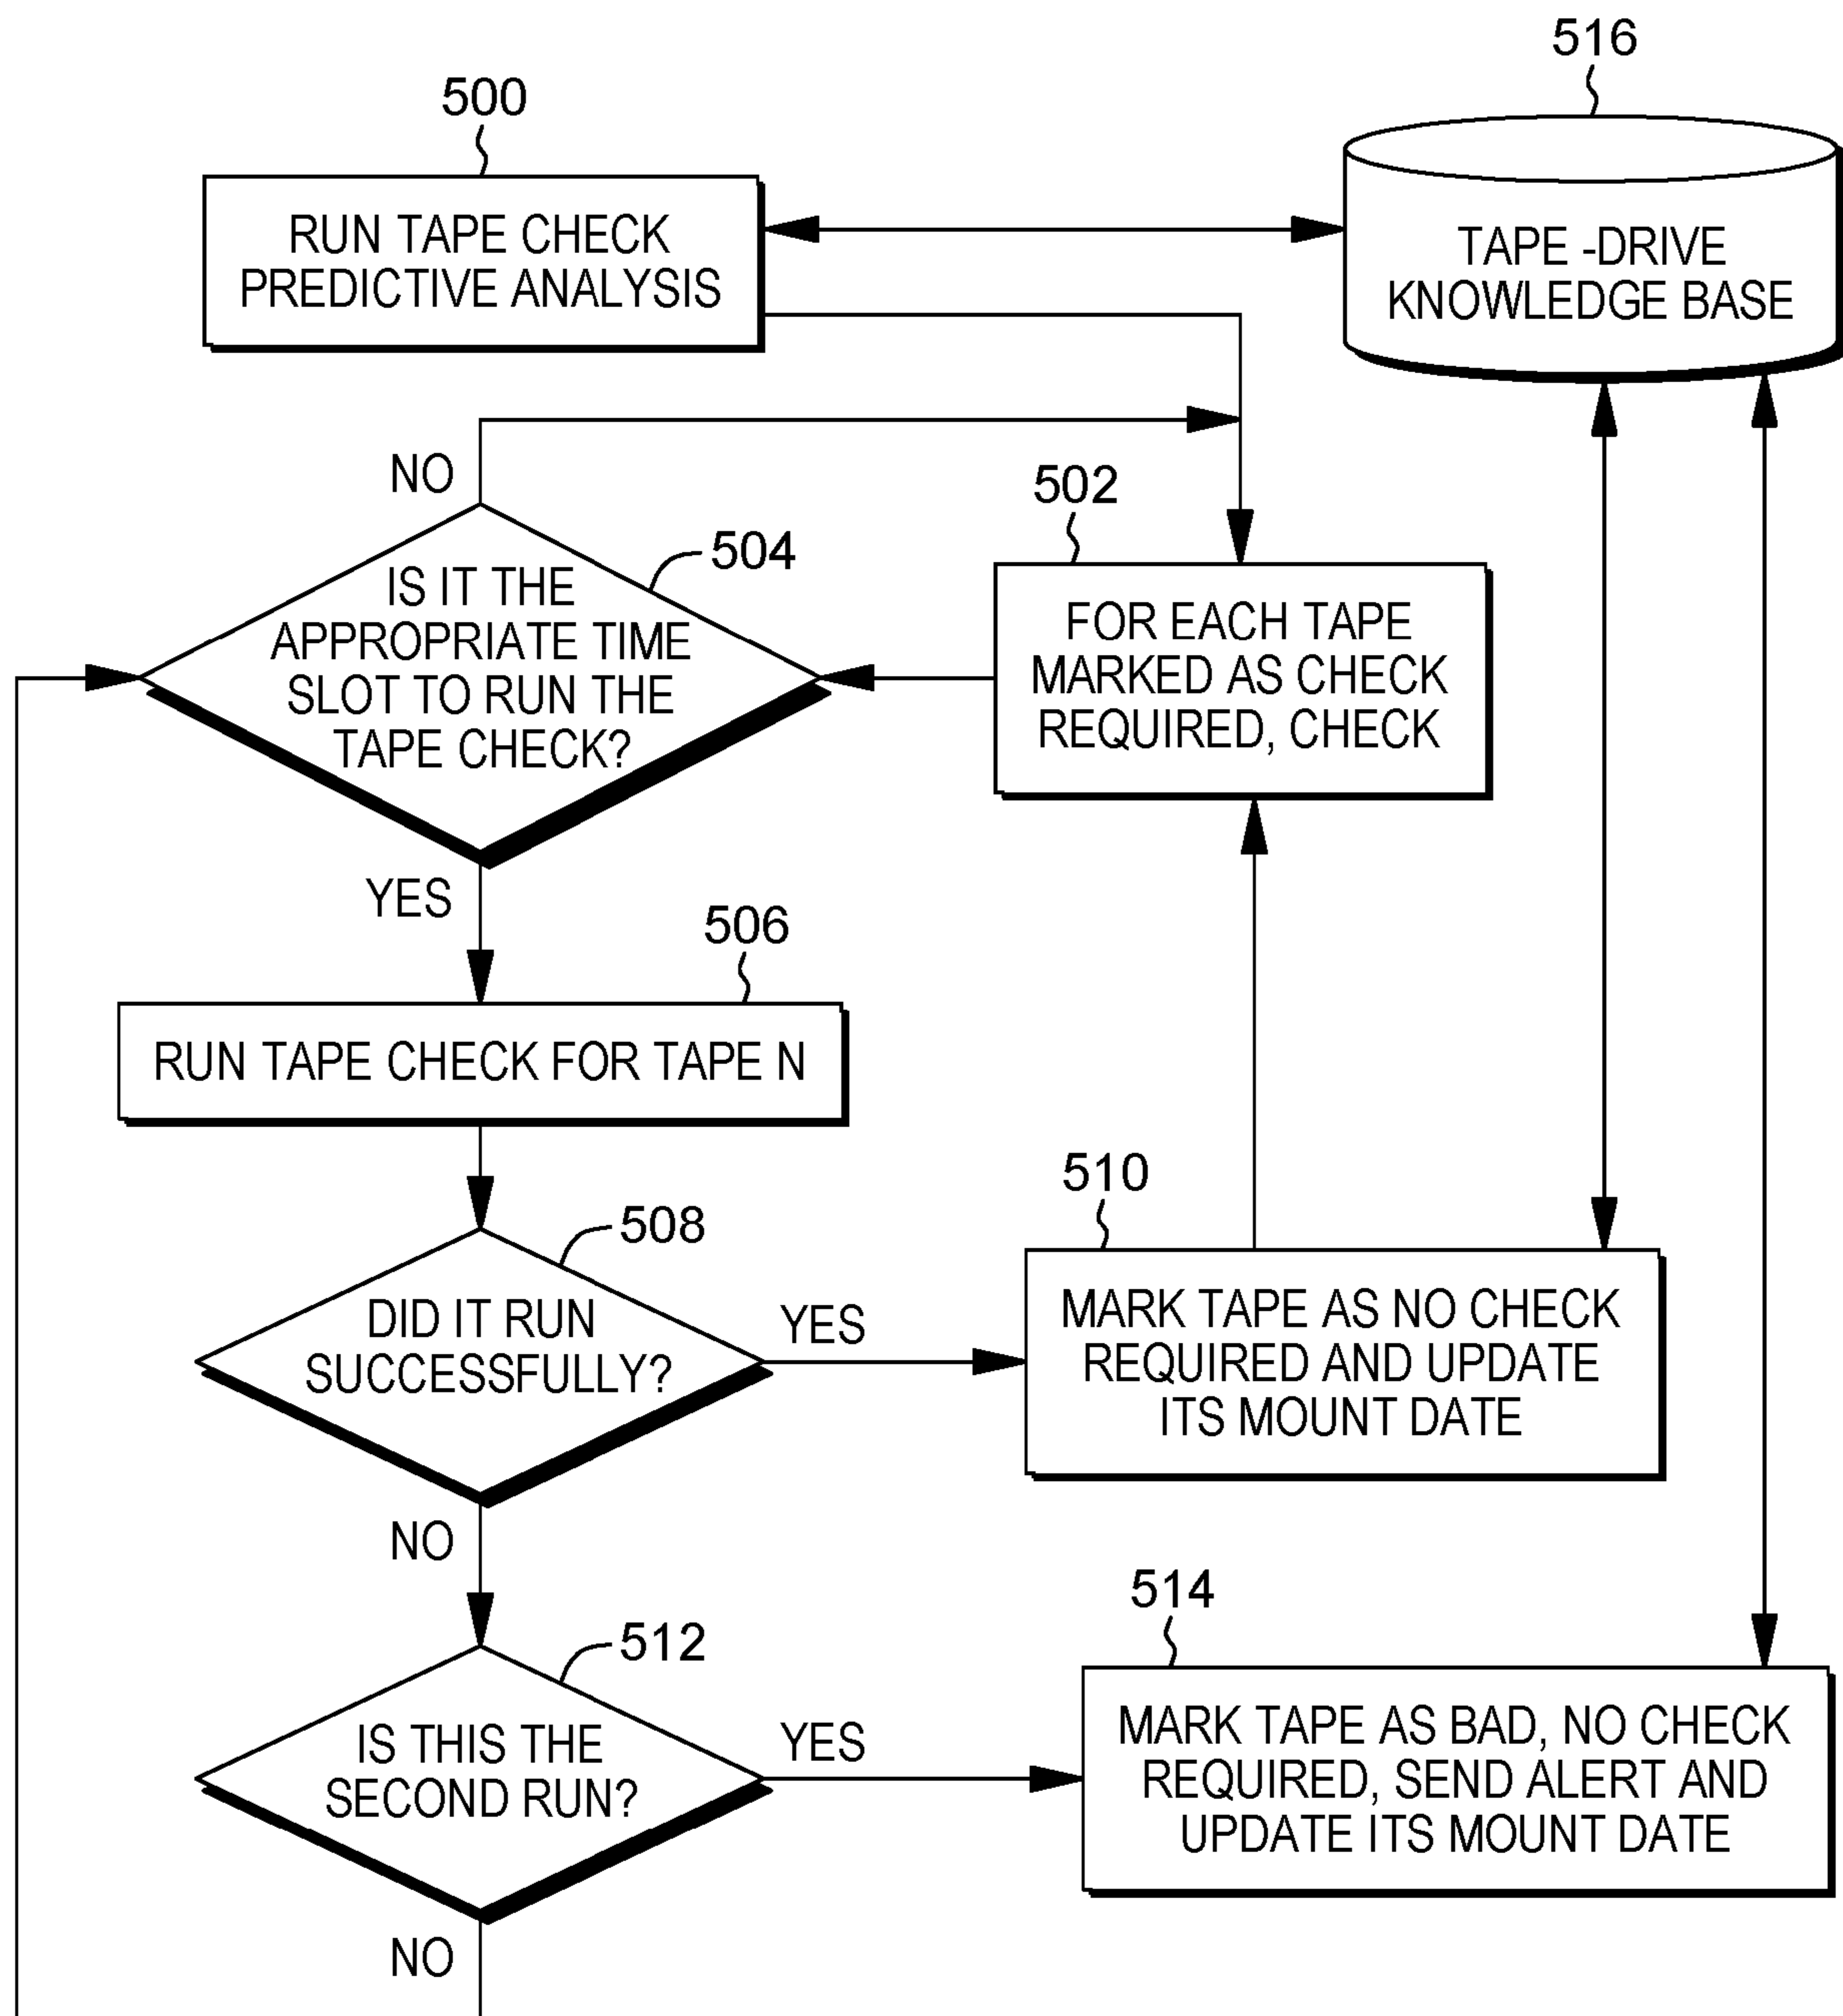 516
500
RUN TAPE CHECK
PREDICTIVE ANALYSIS
TAPE -DRIVE
KNOWLEDGE BASE
NO
502
504
IS IT THE
APPROPRIATE TIME
SLOT TO RUN THE
TAPE CHECK?
FOR EACH TAPE
MARKED AS CHECK
REQUIRED, CHECK
YES
506
RUN TAPE CHECK FOR TAPE N
508
510
DID IT RUN
SUCCESSFULLY?
YES
MARK TAPE AS NO CHECK
REQUIRED AND UPDATE
ITS MOUNT DATE
NO
512
514
IS THIS THE
SECOND RUN?
YES
MARK TAPE AS BAD, NO CHECK
REQUIRED, SEND ALERT AND
UPDATE ITS MOUNT DATE
NO